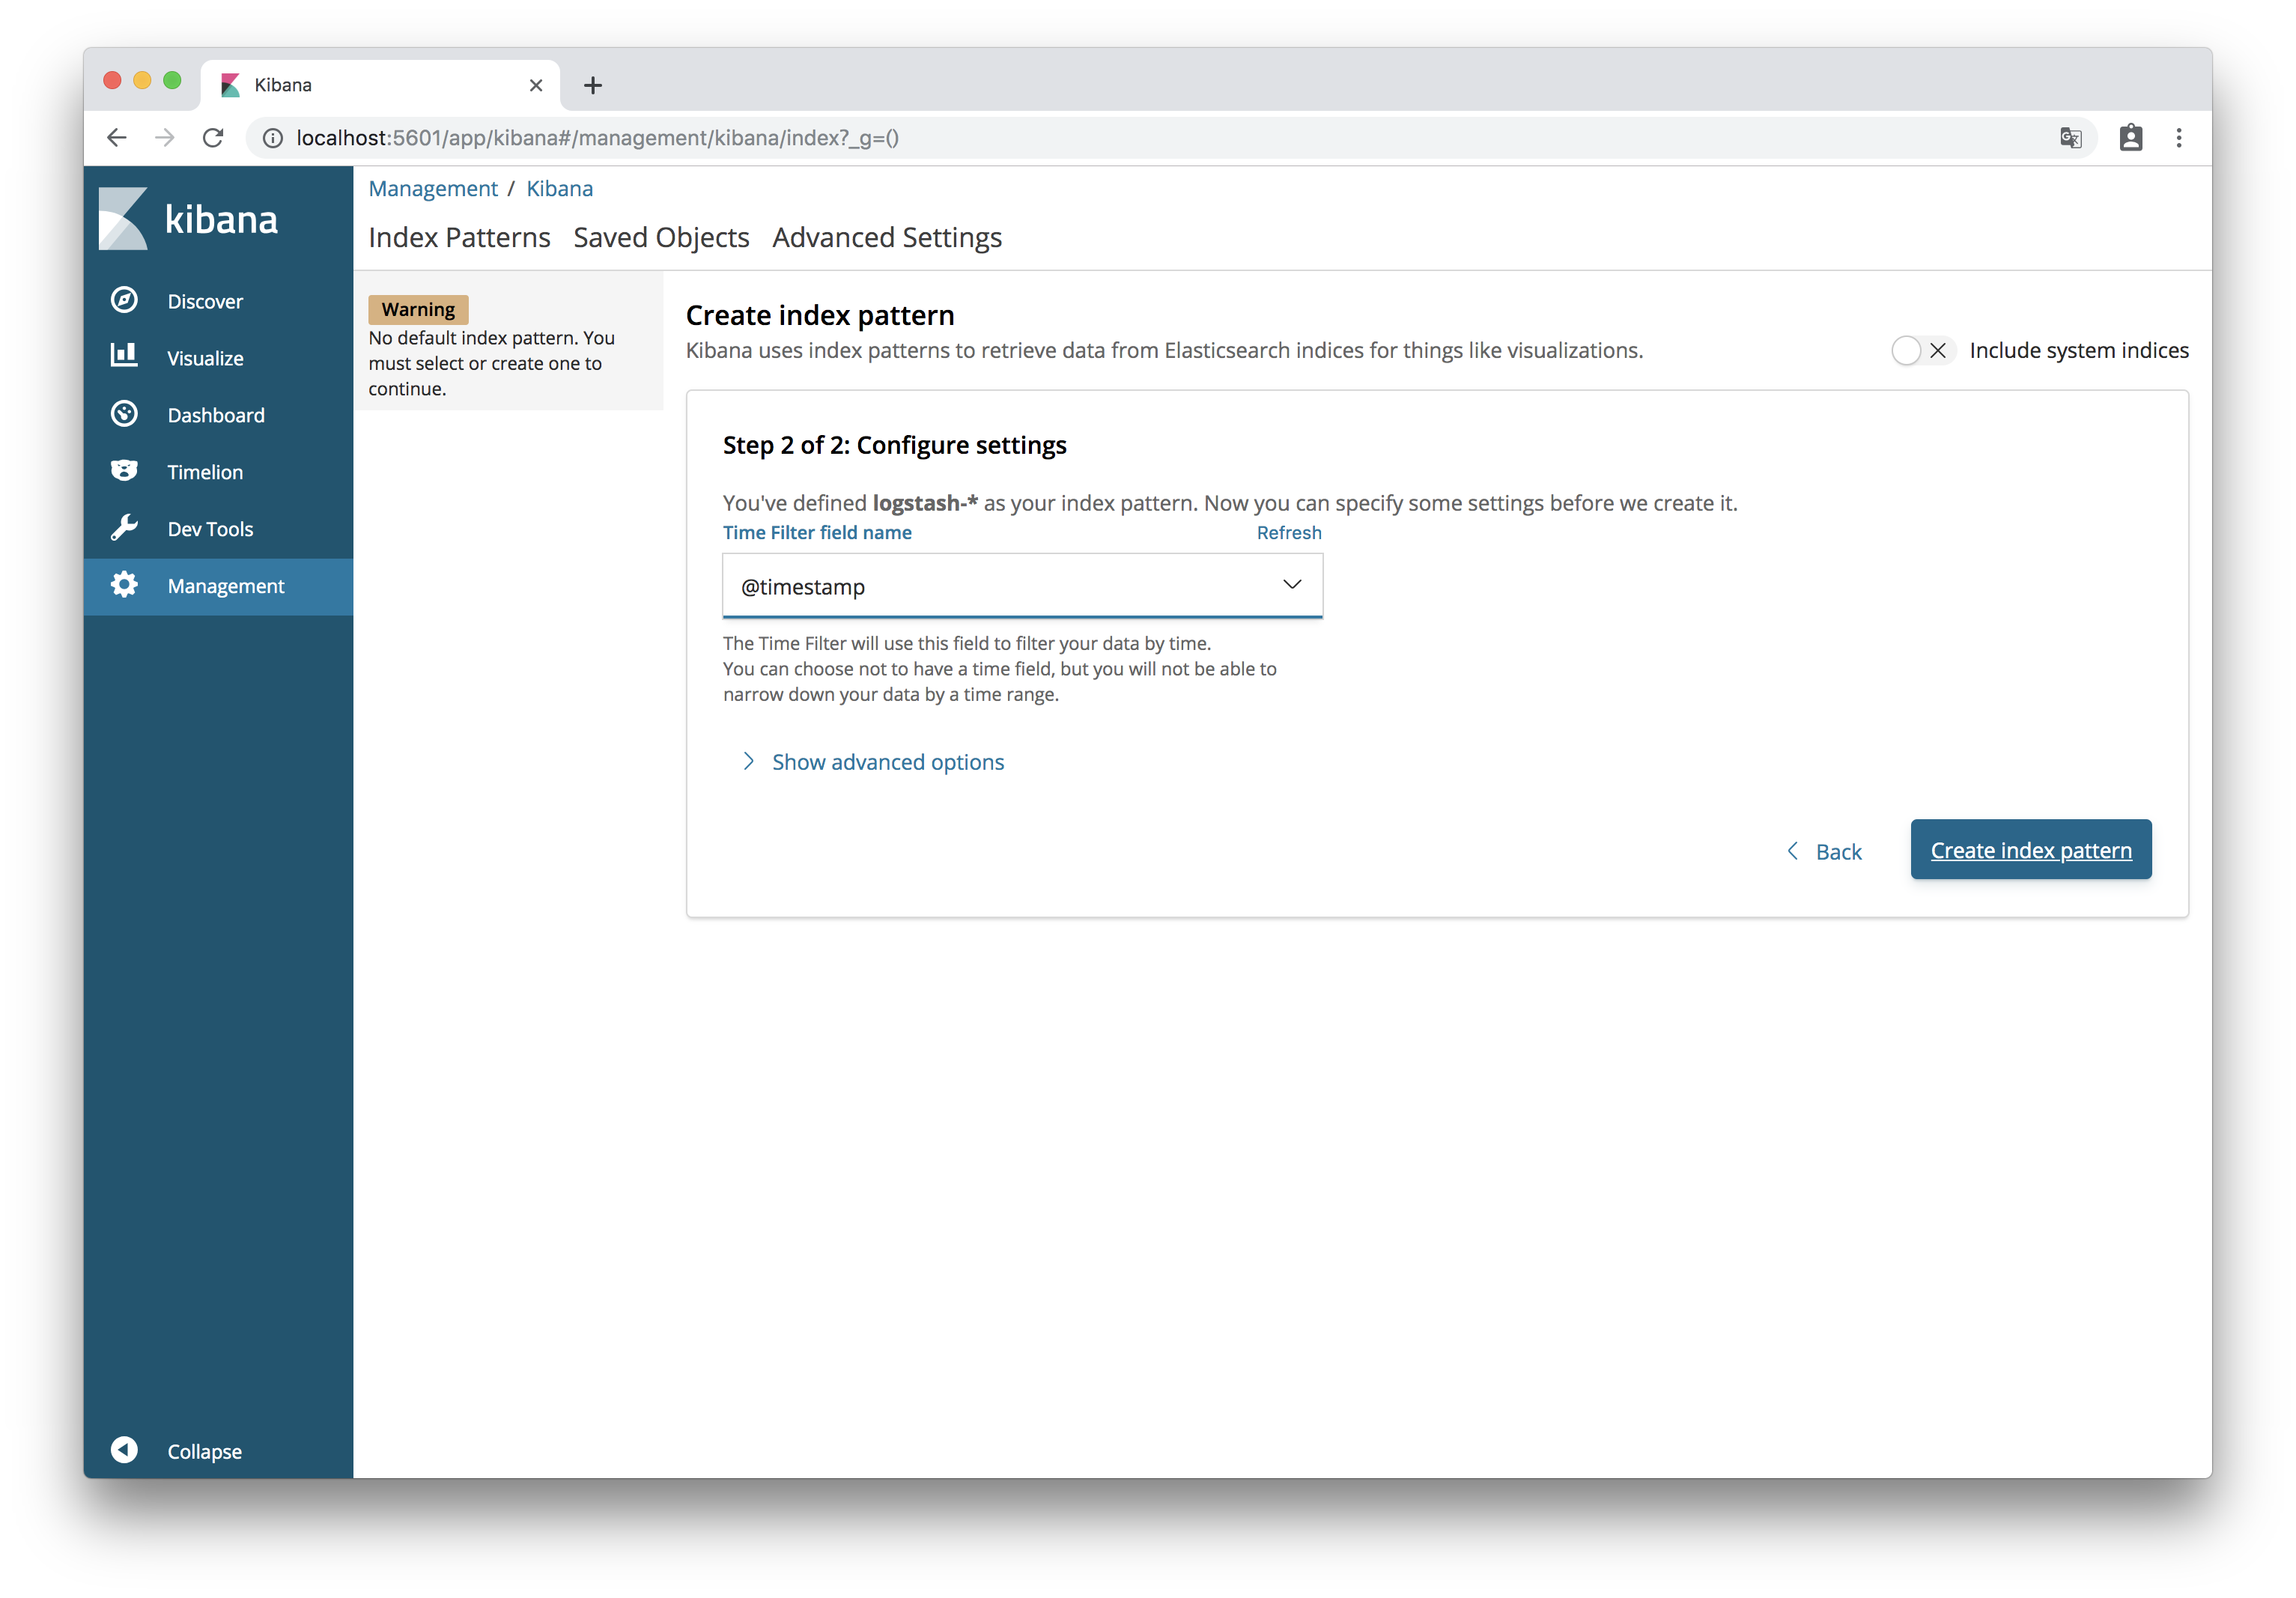 Kibana
localhost:5601/app/kibana#/management/kibana/index?_g=()
kibana
Discover
Visualize
Dashboard
Timelion
Dev Tools
Management
Collapse
Management / Kibana
Index Patterns Saved Objects Advanced Settings
Warning
No default index pattern. You
must select or create one to
continue.
Create index pattern
Kibana uses index patterns to retrieve data from Elasticsearch indices for things like visualizations.
Include system indices
Step 2 of 2: Configure settings
You've defined logstash-* as your index pattern. Now you can specify some settings before we create it.
Time Filter field name Refresh
@timestamp
The Time Filter will use this field to filter your data by time.
You can choose not to have a time field, but you will not be able to
narrow down your data by a time range.
Show advanced options
Back
Create index pattern